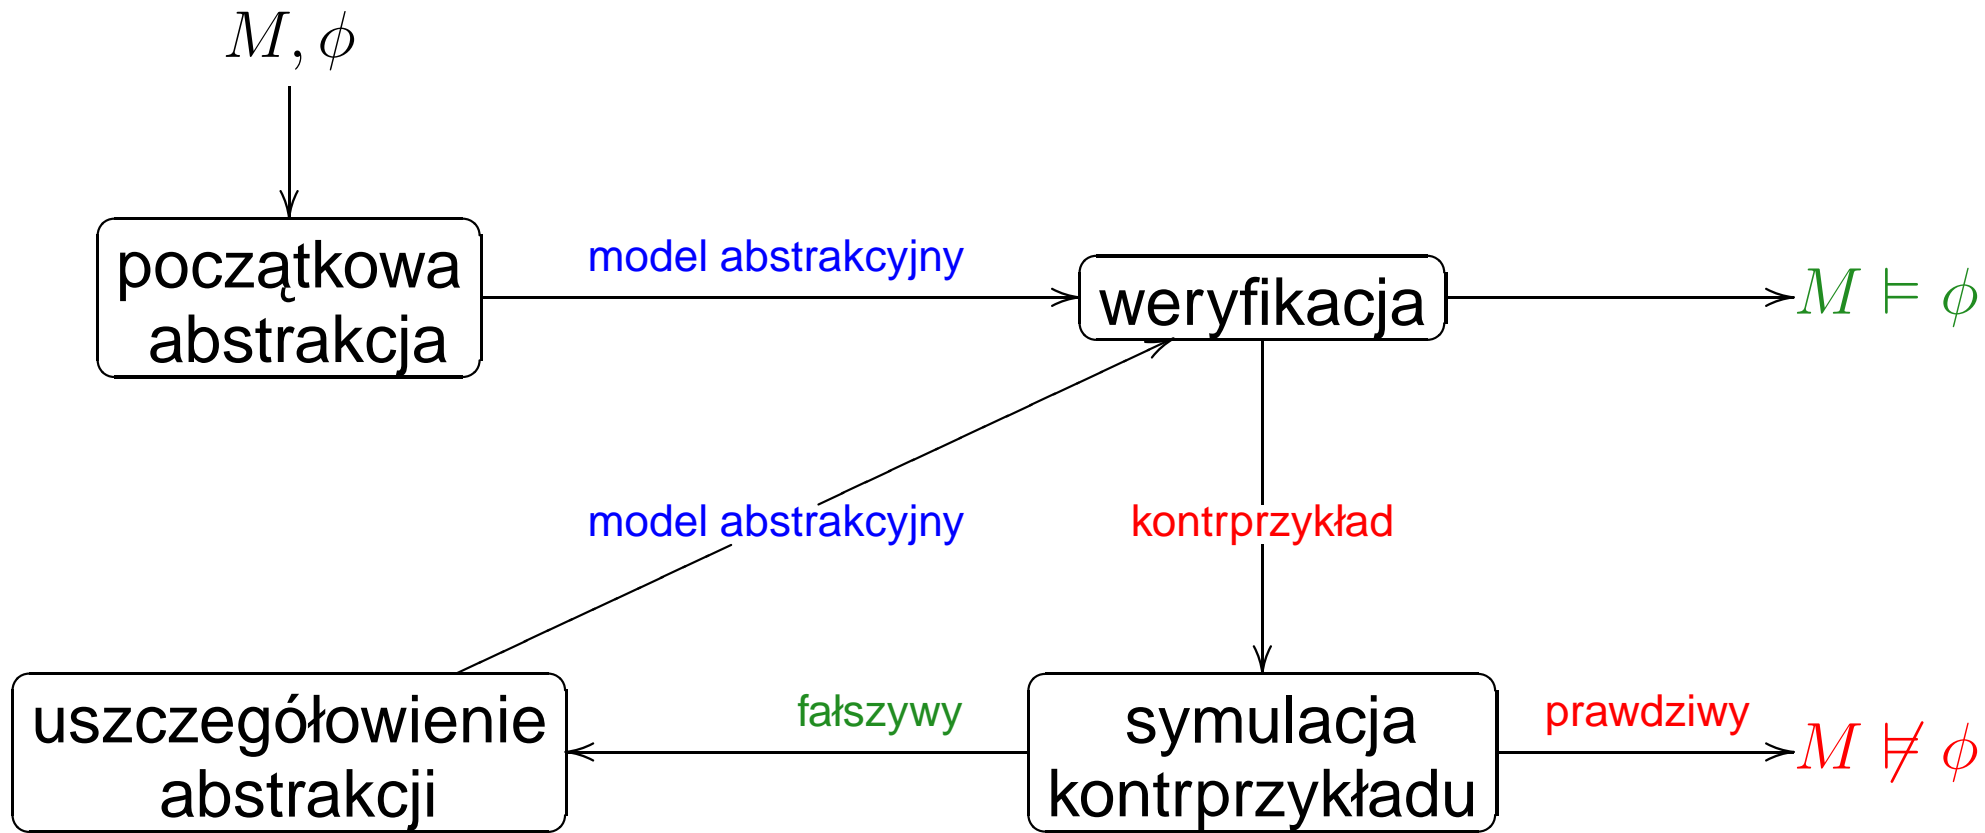 M, ϕ
początkowa
abstrakcja
model abstrakcyjny
weryfikacja
M ⊨ ϕ
model abstrakcyjny
kontrprzykład
uszczegółowienie
abstrakcji
fałszywy
symulacja
kontrprzykładu
prawdziwy
M ⊭ ϕ